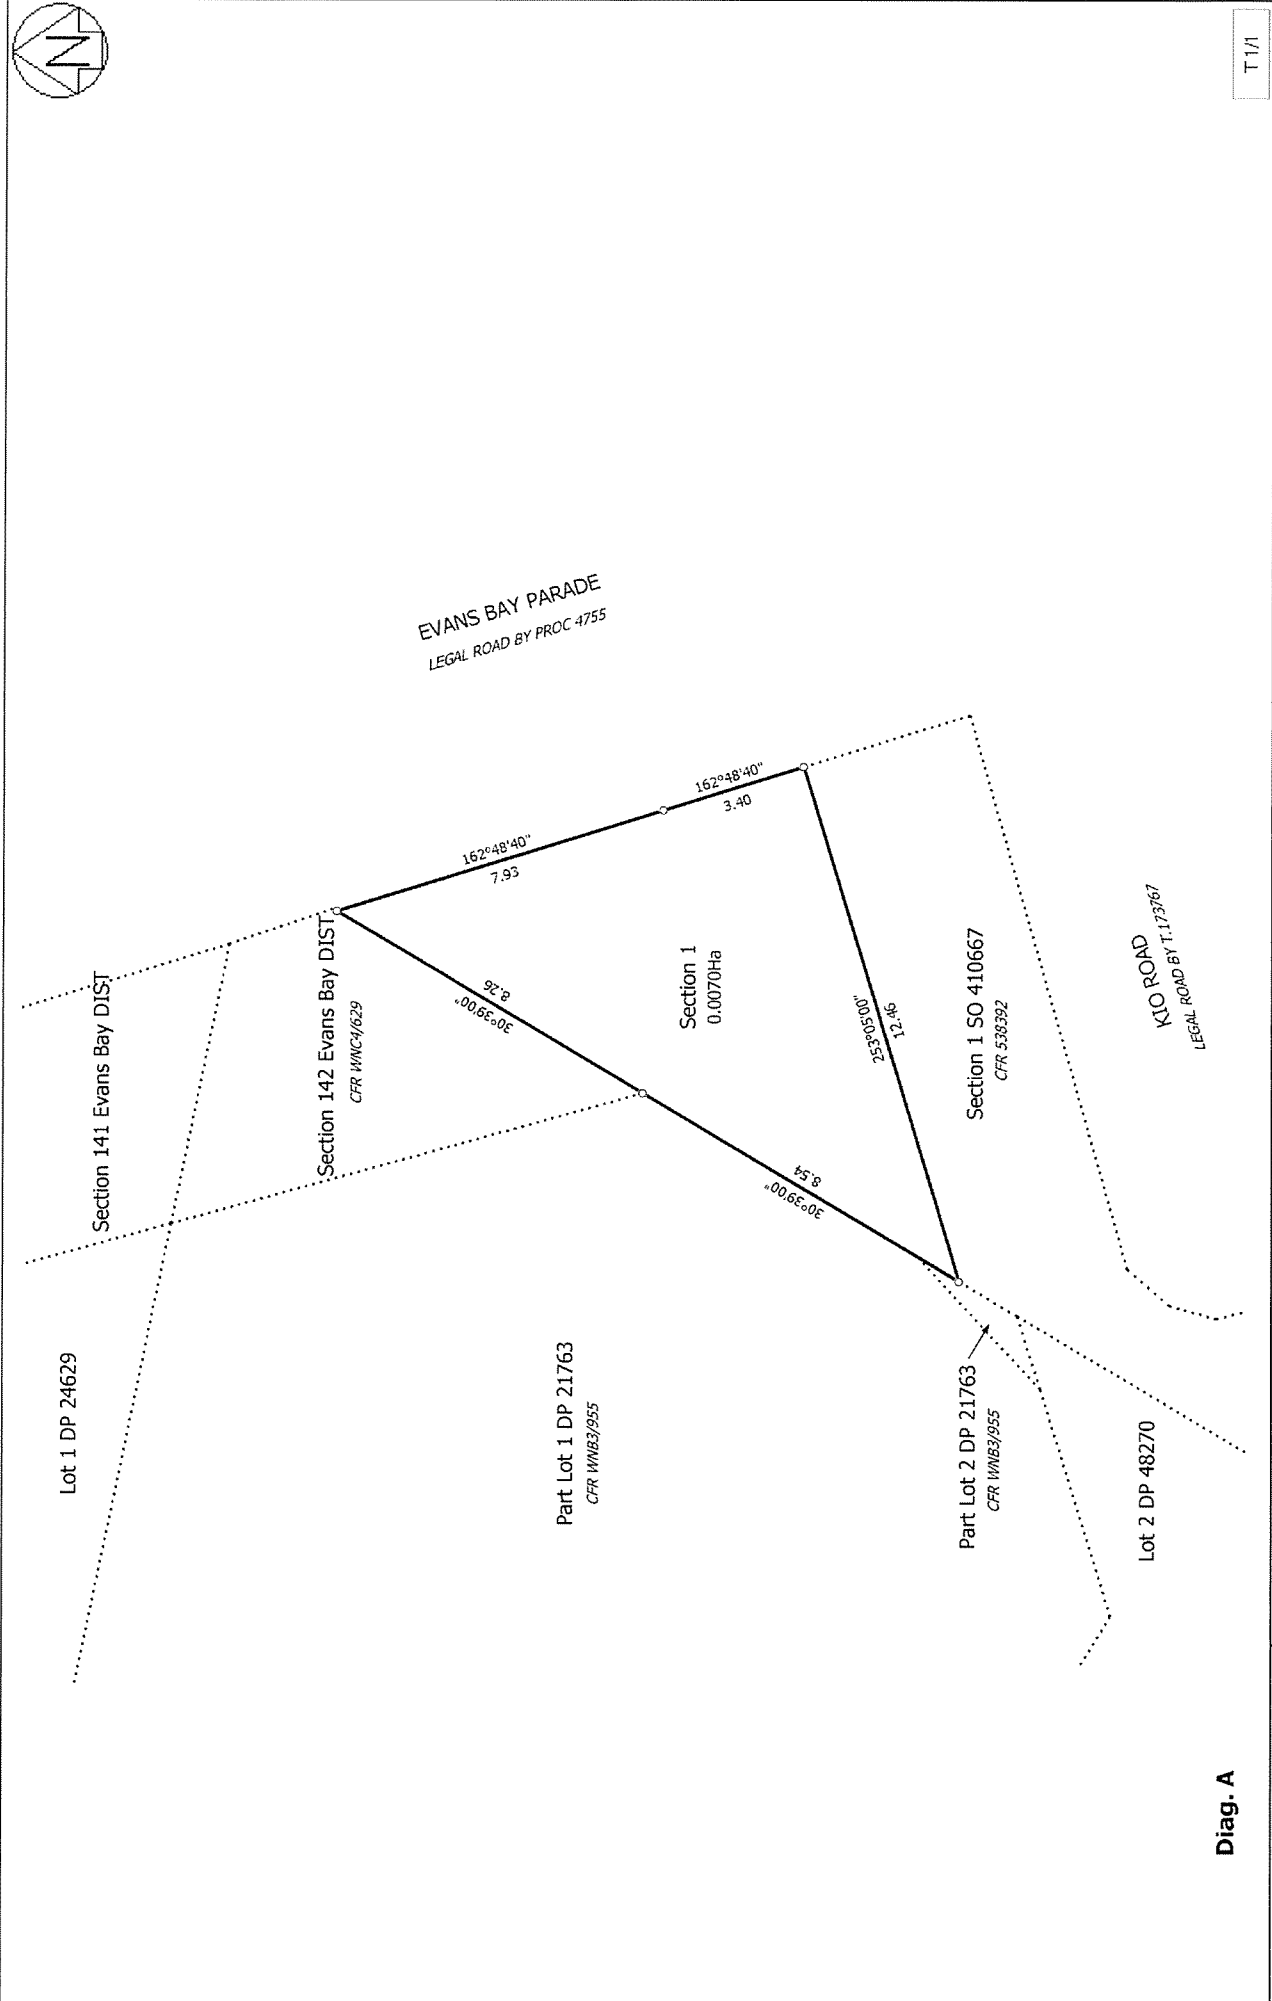 N
T 1/1
EVANS BAY PARADE
LEGAL ROAD BY PROC 4755
162°48'40"
3.40
162°48'40"
7.93
Section 141 Evans Bay DIST
Section 142 Evans Bay DIST
CFR WNC4/629
30°39'00"
8.26
Section 1
0.0070Ha
253°05'00"
12.46
Section 1 SO 410667
CFR 538392
KIO ROAD
LEGAL ROAD BY T.173767
30°39'00"
8.54
Lot 1 DP 24629
Part Lot 1 DP 21763
CFR WNB3/955
Part Lot 2 DP 21763
CFR WNB3/955
Lot 2 DP 48270
Diag. A